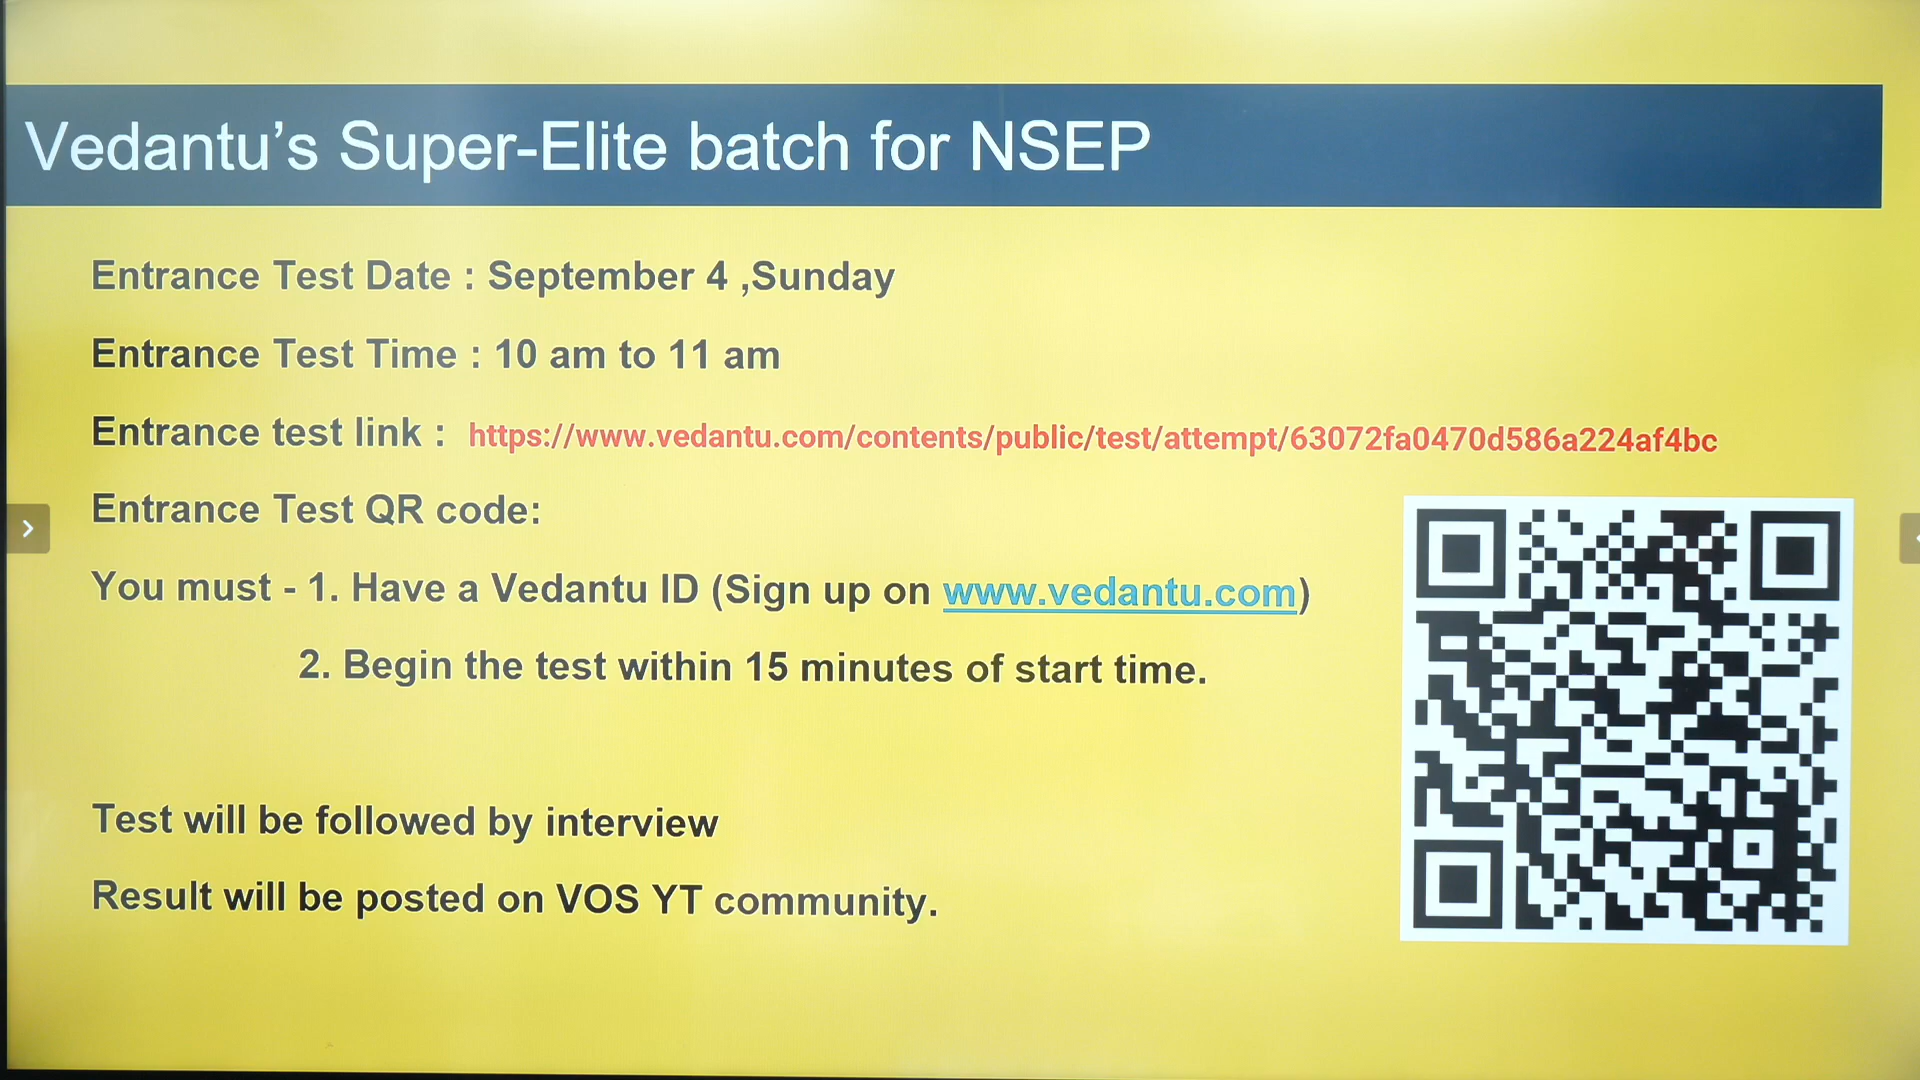 Vedantu’s Super-Elite batch for NSEP
Entrance Test Date : September 4 ,Sunday
Entrance Test Time : 10 am to 11 am
Entrance test link : https://www.vedantu.com/contents/public/test/attempt/63072fa0470d586a224af4bc
Entrance Test QR code:
You must - 1. Have a Vedantu ID (Sign up on www.vedantu.com)
2. Begin the test within 15 minutes of start time.
Test will be followed by interview
Result will be posted on VOS YT community.